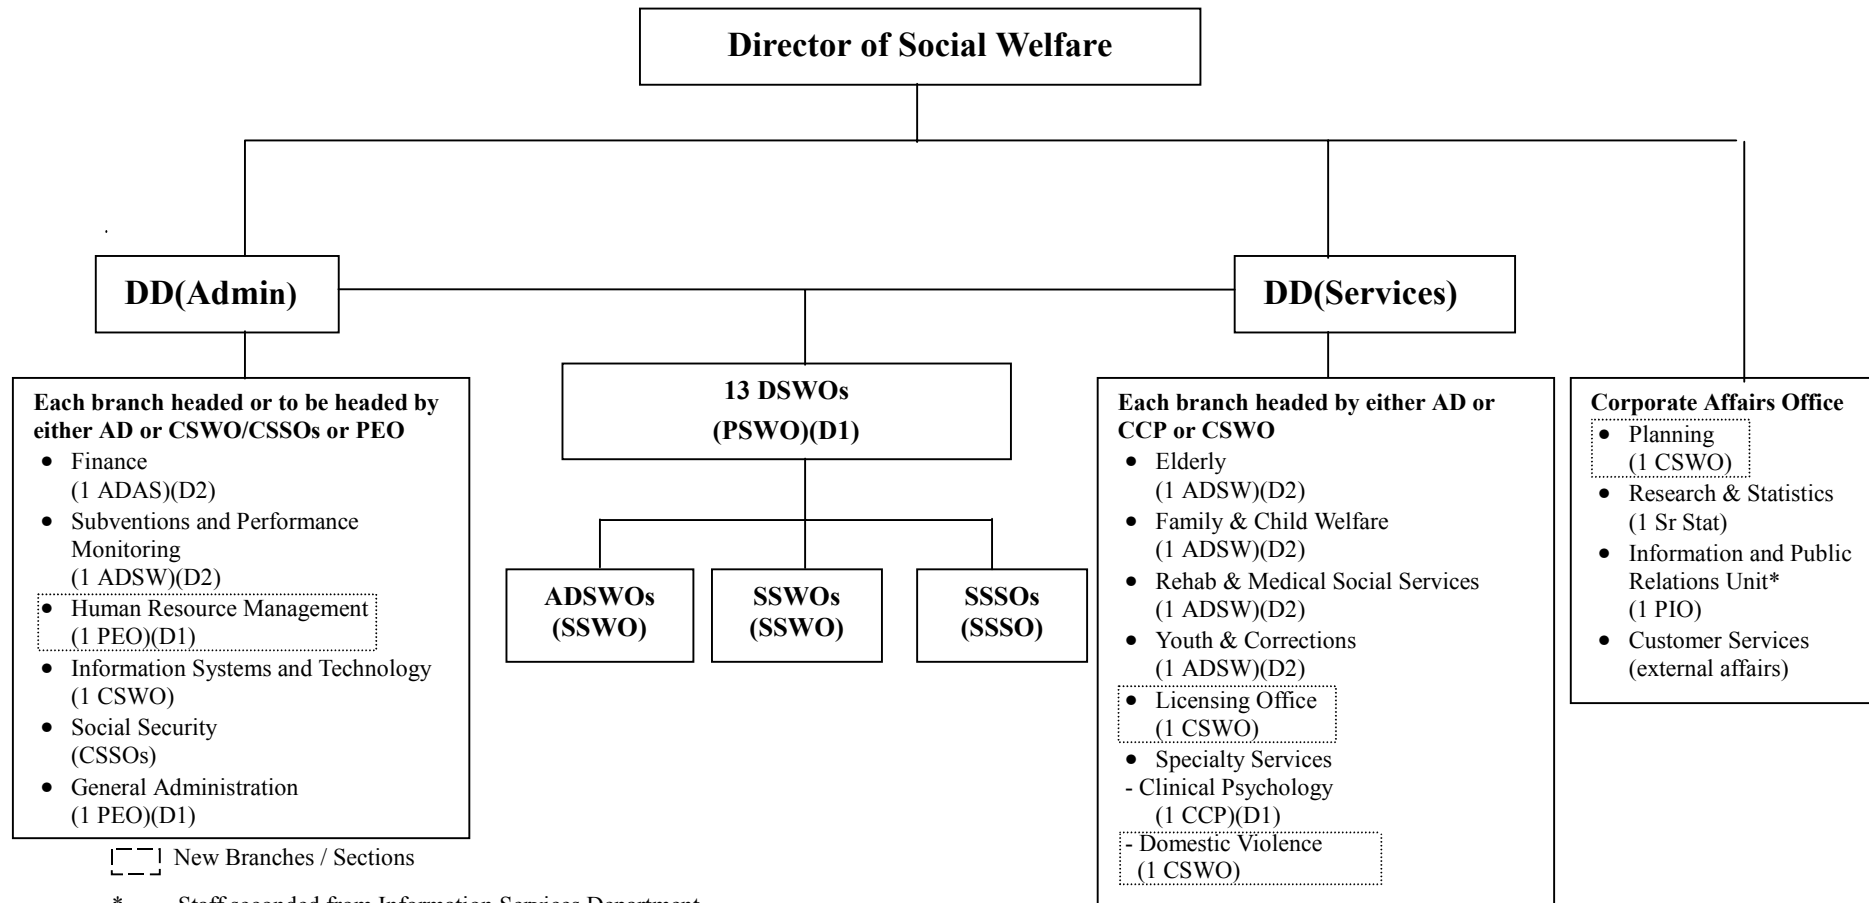 Director of Social Welfare
DD(Admin)
DD(Services)
Each branch headed or to be headed by
either AD or CSWO/CSSOs or PEO
• Finance
(1 ADAS)(D2)
• Subventions and Performance
Monitoring
(1 ADSW)(D2)
• Human Resource Management
(1 PEO)(D1)
• Information Systems and Technology
(1 CSWO)
• Social Security
(CSSOs)
• General Administration
(1 PEO)(D1)
13 DSWOs
(PSWO)(D1)
ADSWOs
(SSWO)
SSWOs
(SSWO)
SSSOs
(SSSO)
Each branch headed by either AD or
CCP or CSWO
• Elderly
(1 ADSW)(D2)
• Family & Child Welfare
(1 ADSW)(D2)
• Rehab & Medical Social Services
(1 ADSW)(D2)
• Youth & Corrections
(1 ADSW)(D2)
• Licensing Office
(1 CSWO)
• Specialty Services
- Clinical Psychology
(1 CCP)(D1)
- Domestic Violence
(1 CSWO)
Corporate Affairs Office
• Planning
(1 CSWO)
• Research & Statistics
(1 Sr Stat)
• Information and Public
Relations Unit*
(1 PIO)
• Customer Services
(external affairs)
New Branches / Sections
* Staff seconded from Information Services Department